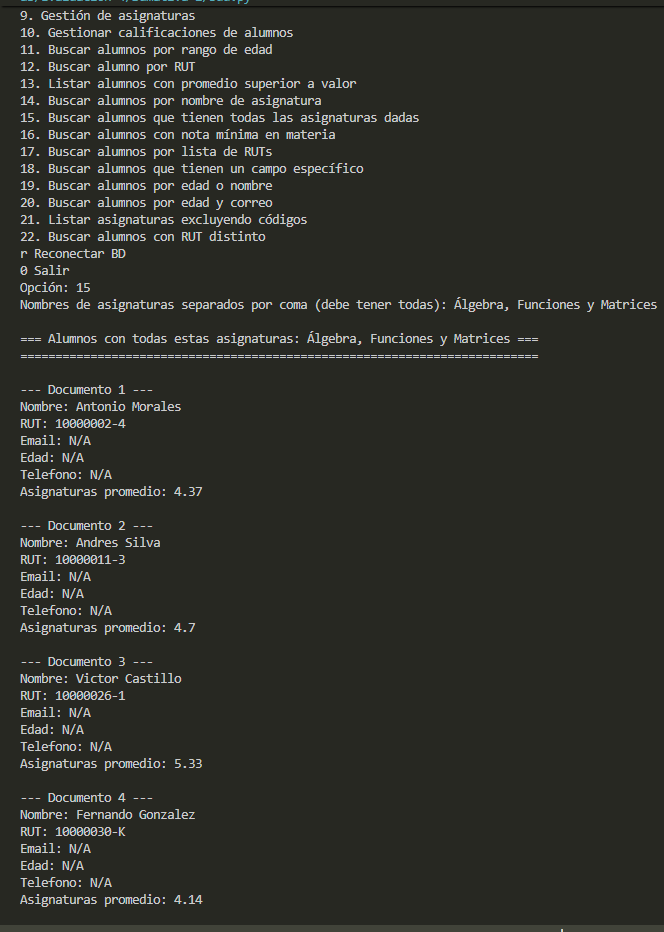 9. Gestión de asignaturas
10. Gestionar calificaciones de alumnos
11. Buscar alumnos por rango de edad
12. Buscar alumno por RUT
13. Listar alumnos con promedio superior a valor
14. Buscar alumnos por nombre de asignatura
15. Buscar alumnos que tienen todas las asignaturas dadas
16. Buscar alumnos con nota mínima en materia
17. Buscar alumnos por lista de RUTs
18. Buscar alumnos que tienen un campo específico
19. Buscar alumnos por edad o nombre
20. Buscar alumnos por edad y correo
21. Listar asignaturas excluyendo códigos
22. Buscar alumnos con RUT distinto
r Reconectar BD
0 Salir
Opción: 15
Nombres de asignaturas separados por coma (debe tener todas): Álgebra, Funciones y Matrices
=== Alumnos con todas estas asignaturas: Álgebra, Funciones y Matrices ===
==========================================================================
--- Documento 1 ---
Nombre: Antonio Morales
RUT: 10000002-4
Email: N/A
Edad: N/A
Telefono: N/A
Asignaturas promedio: 4.37
--- Documento 2 ---
Nombre: Andres Silva
RUT: 10000011-3
Email: N/A
Edad: N/A
Telefono: N/A
Asignaturas promedio: 4.7
--- Documento 3 ---
Nombre: Victor Castillo
RUT: 10000026-1
Email: N/A
Edad: N/A
Telefono: N/A
Asignaturas promedio: 5.33
--- Documento 4 ---
Nombre: Fernando Gonzalez
RUT: 10000030-K
Email: N/A
Edad: N/A
Telefono: N/A
Asignaturas promedio: 4.14